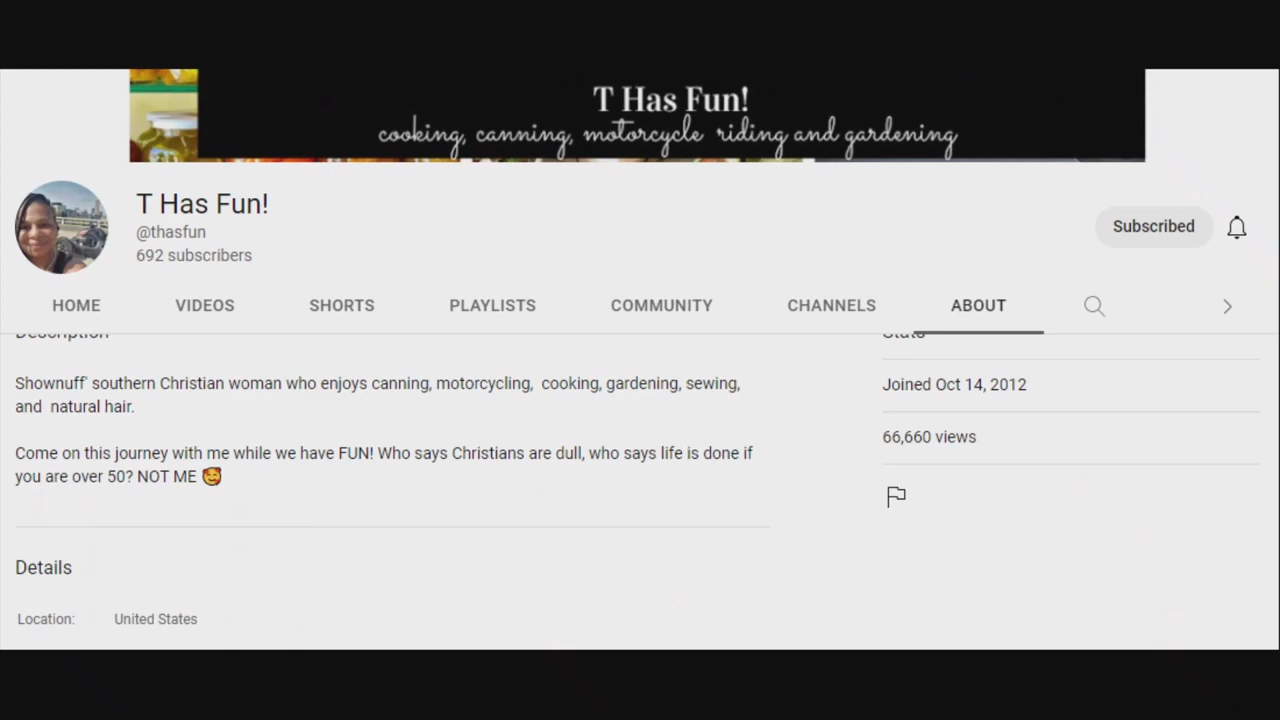 T Has Fun!
cooking, canning, motorcycle riding and gardening
T Has Fun!
@thasfun
692 subscribers
Subscribed
HOME VIDEOS SHORTS PLAYLISTS COMMUNITY CHANNELS ABOUT
Description
Stats
Shownuff' southern Christian woman who enjoys canning, motorcycling, cooking, gardening, sewing,
and natural hair.
Come on this journey with me while we have FUN! Who says Christians are dull, who says life is done if
you are over 50? NOT ME 🥰
Joined Oct 14, 2012
66,660 views
Details
Location: United States